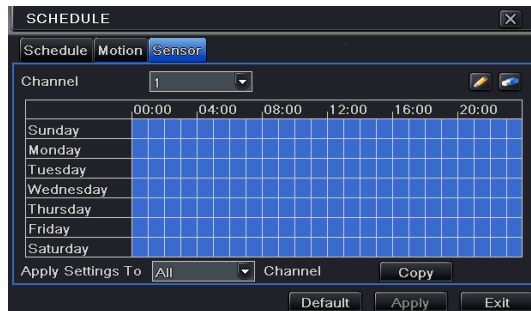 SCHEDULE
Schedule Motion Sensor
Channel 1
00:00 04:00 08:00 12:00 16:00 20:00
Sunday
Monday
Tuesday
Wednesday
Thursday
Friday
Saturday
Apply Settings To All Channel Copy
Default Apply Exit